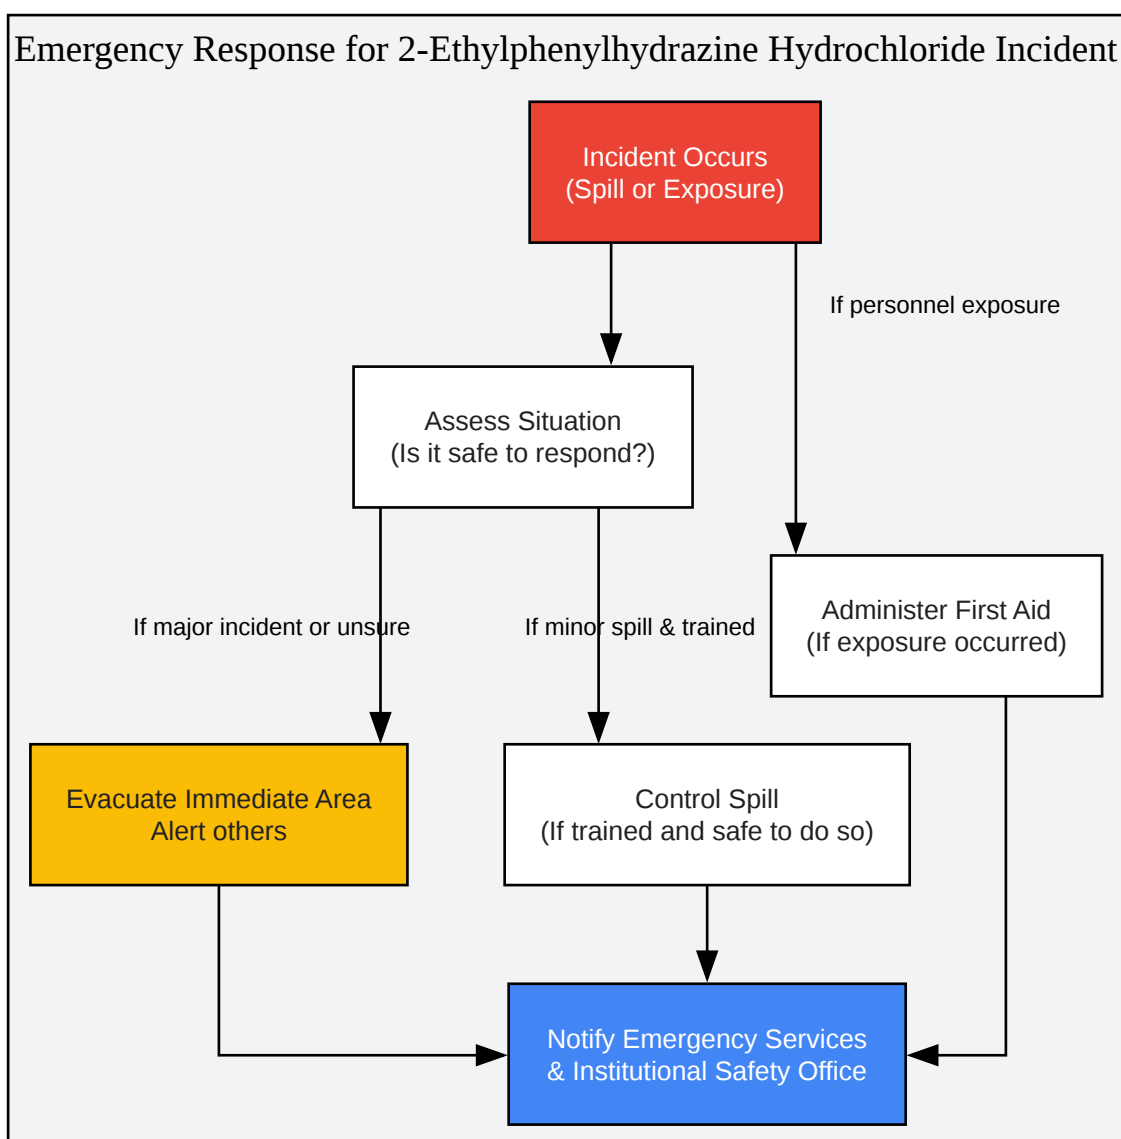 Emergency Response for 2-Ethylphenylhydrazine Hydrochloride Incident
Incident Occurs
(Spill or Exposure)
If personnel exposure
Assess Situation
(Is it safe to respond?)
Administer First Aid
(If exposure occurred)
If major incident or unsure
If minor spill & trained
Evacuate Immediate Area
Alert others
Control Spill
(If trained and safe to do so)
Notify Emergency Services
& Institutional Safety Office